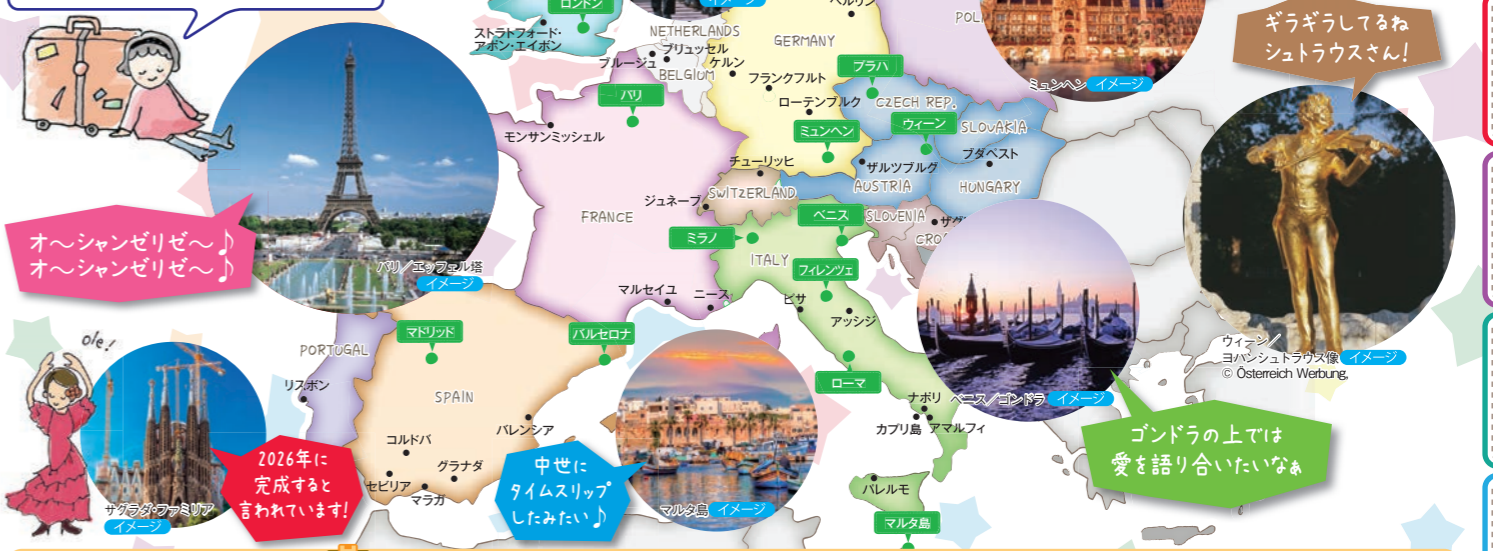 ロンドン
ストラトフォード・
アポン・エイボン
NETHERLANDS
ブリュッセル
ブルージュ
BELGIUM
ケルン
GERMANY
フランクフルト
ローテンブルク
プラハ
CZECH REP.
ミュンヘン イメージ
ギラギラしてるね
シュトラウスさん!
パリ
モンサンミッシェル
ミュンヘン
ウィーン
SLOVAKIA
チューリッヒ
ザルツブルグ
ブダペスト
SWITZERLAND
AUSTRIA
HUNGARY
ジュネーブ
FRANCE
ベニス
SLOVENIA
ミラノ
ITALY
フィレンツェ
オ〜シャンゼリゼ〜♪
オ〜シャンゼリゼ〜♪
パリ/エッフェル塔
イメージ
マルセイユ
ニース
ピサ
アッシジ
マドリッド
バルセロナ
ole!
PORTUGAL
リスボン
SPAIN
ローマ
ナポリ
カプリ島
アマルフィ
ベニス/ゴンドラ イメージ
ウィーン/
ヨハンシュトラウス像 イメージ
© Österreich Werbung,
バレンシア
コルドバ
グラナダ
セビリア
マラガ
2026年に
完成すると
言われています!
サグラダ・ファミリア
イメージ
中世に
タイムスリップ
したみたい♪
マルタ島 イメージ
ゴンドラの上では
愛を語り合いたいなぁ
パレルモ
マルタ島